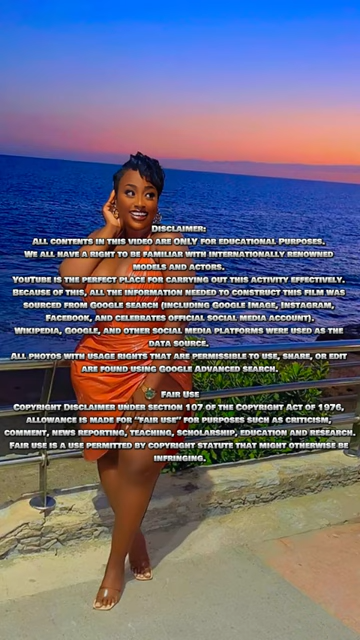 Disclaimer:
All contents in this video are ONLY for educational Purposes.
We all have a right to be familiar with internationally renowned
models and actors.
YouTube is the perfect place for carrying out this activity effectively.
Because of this, all the information needed to construct this film was
sourced from Google search (including Google Image, Instagram,
Facebook, and celebrates official social media account).
Wikipedia, Google, and other social media platforms were used as the
data source.
All photos with usage rights that are permissible to use, share, or edit
are found using Google Advanced search.
Fair Use
Copyright Disclaimer under section 107 of the Copyright Act of 1976,
allowance is made for "fair use" for purposes such as criticism,
comment, news reporting, teaching, scholarship, education and research.
Fair use is a use permitted by copyright statute that might otherwise be
infringing.